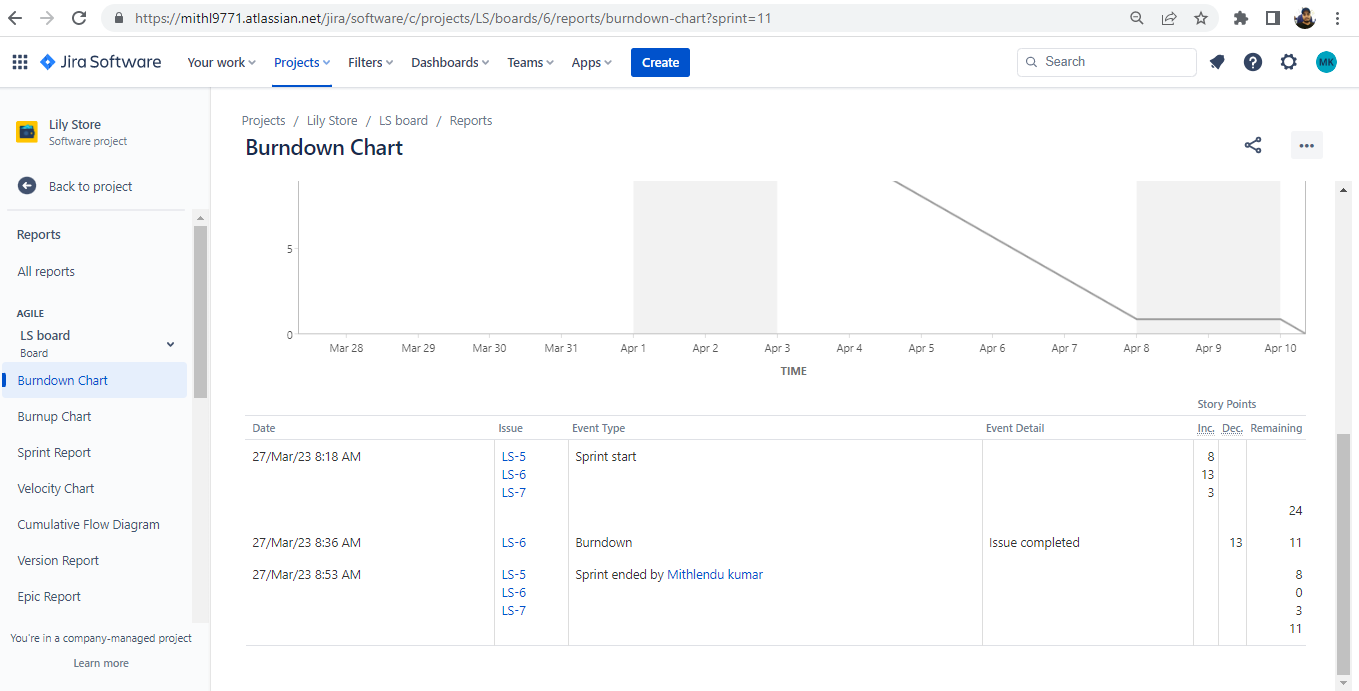 https://mithl9771.atlassian.net/jira/software/c/projects/LS/boards/6/reports/burndown-chart?sprint=11
Jira Software Your work Projects Filters Dashboards Teams Apps Create Search MK
Lily Store
Software project
Back to project
Reports
All reports
AGILE
LS board
Board
Burndown Chart
Burnup Chart
Sprint Report
Velocity Chart
Cumulative Flow Diagram
Version Report
Epic Report
You're in a company-managed project
Learn more
Projects / Lily Store / LS board / Reports
Burndown Chart
5
0
Mar 28 Mar 29 Mar 30 Mar 31 Apr 1 Apr 2 Apr 3 Apr 4 Apr 5 Apr 6 Apr 7 Apr 8 Apr 9 Apr 10
TIME
Story Points
Date Issue Event Type Event Detail Inc. Dec. Remaining
27/Mar/23 8:18 AM LS-5 Sprint start 8
LS-6 13
LS-7 3
24
27/Mar/23 8:36 AM LS-6 Burndown Issue completed 13 11
27/Mar/23 8:53 AM LS-5 Sprint ended by Mithlendu kumar 8
LS-6 0
LS-7 3
11